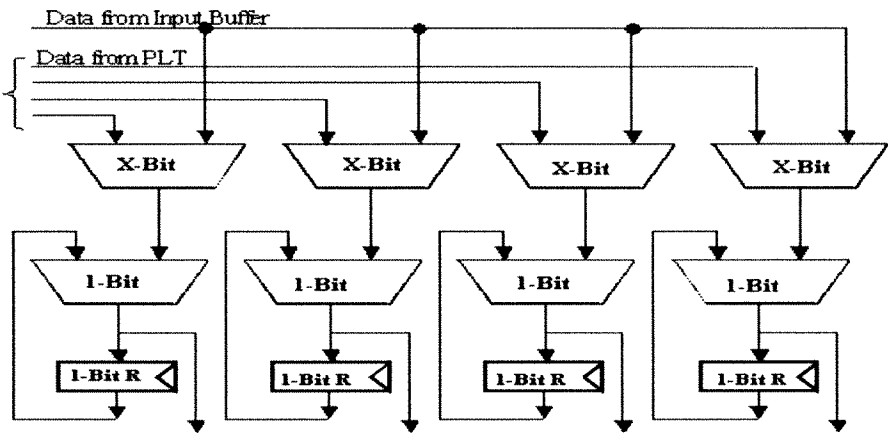 Data from Input Buffer
Data from PLT
X-Bit X-Bit X-Bit X-Bit
1-Bit 1-Bit 1-Bit 1-Bit
1-Bit R 1-Bit R 1-Bit R 1-Bit R